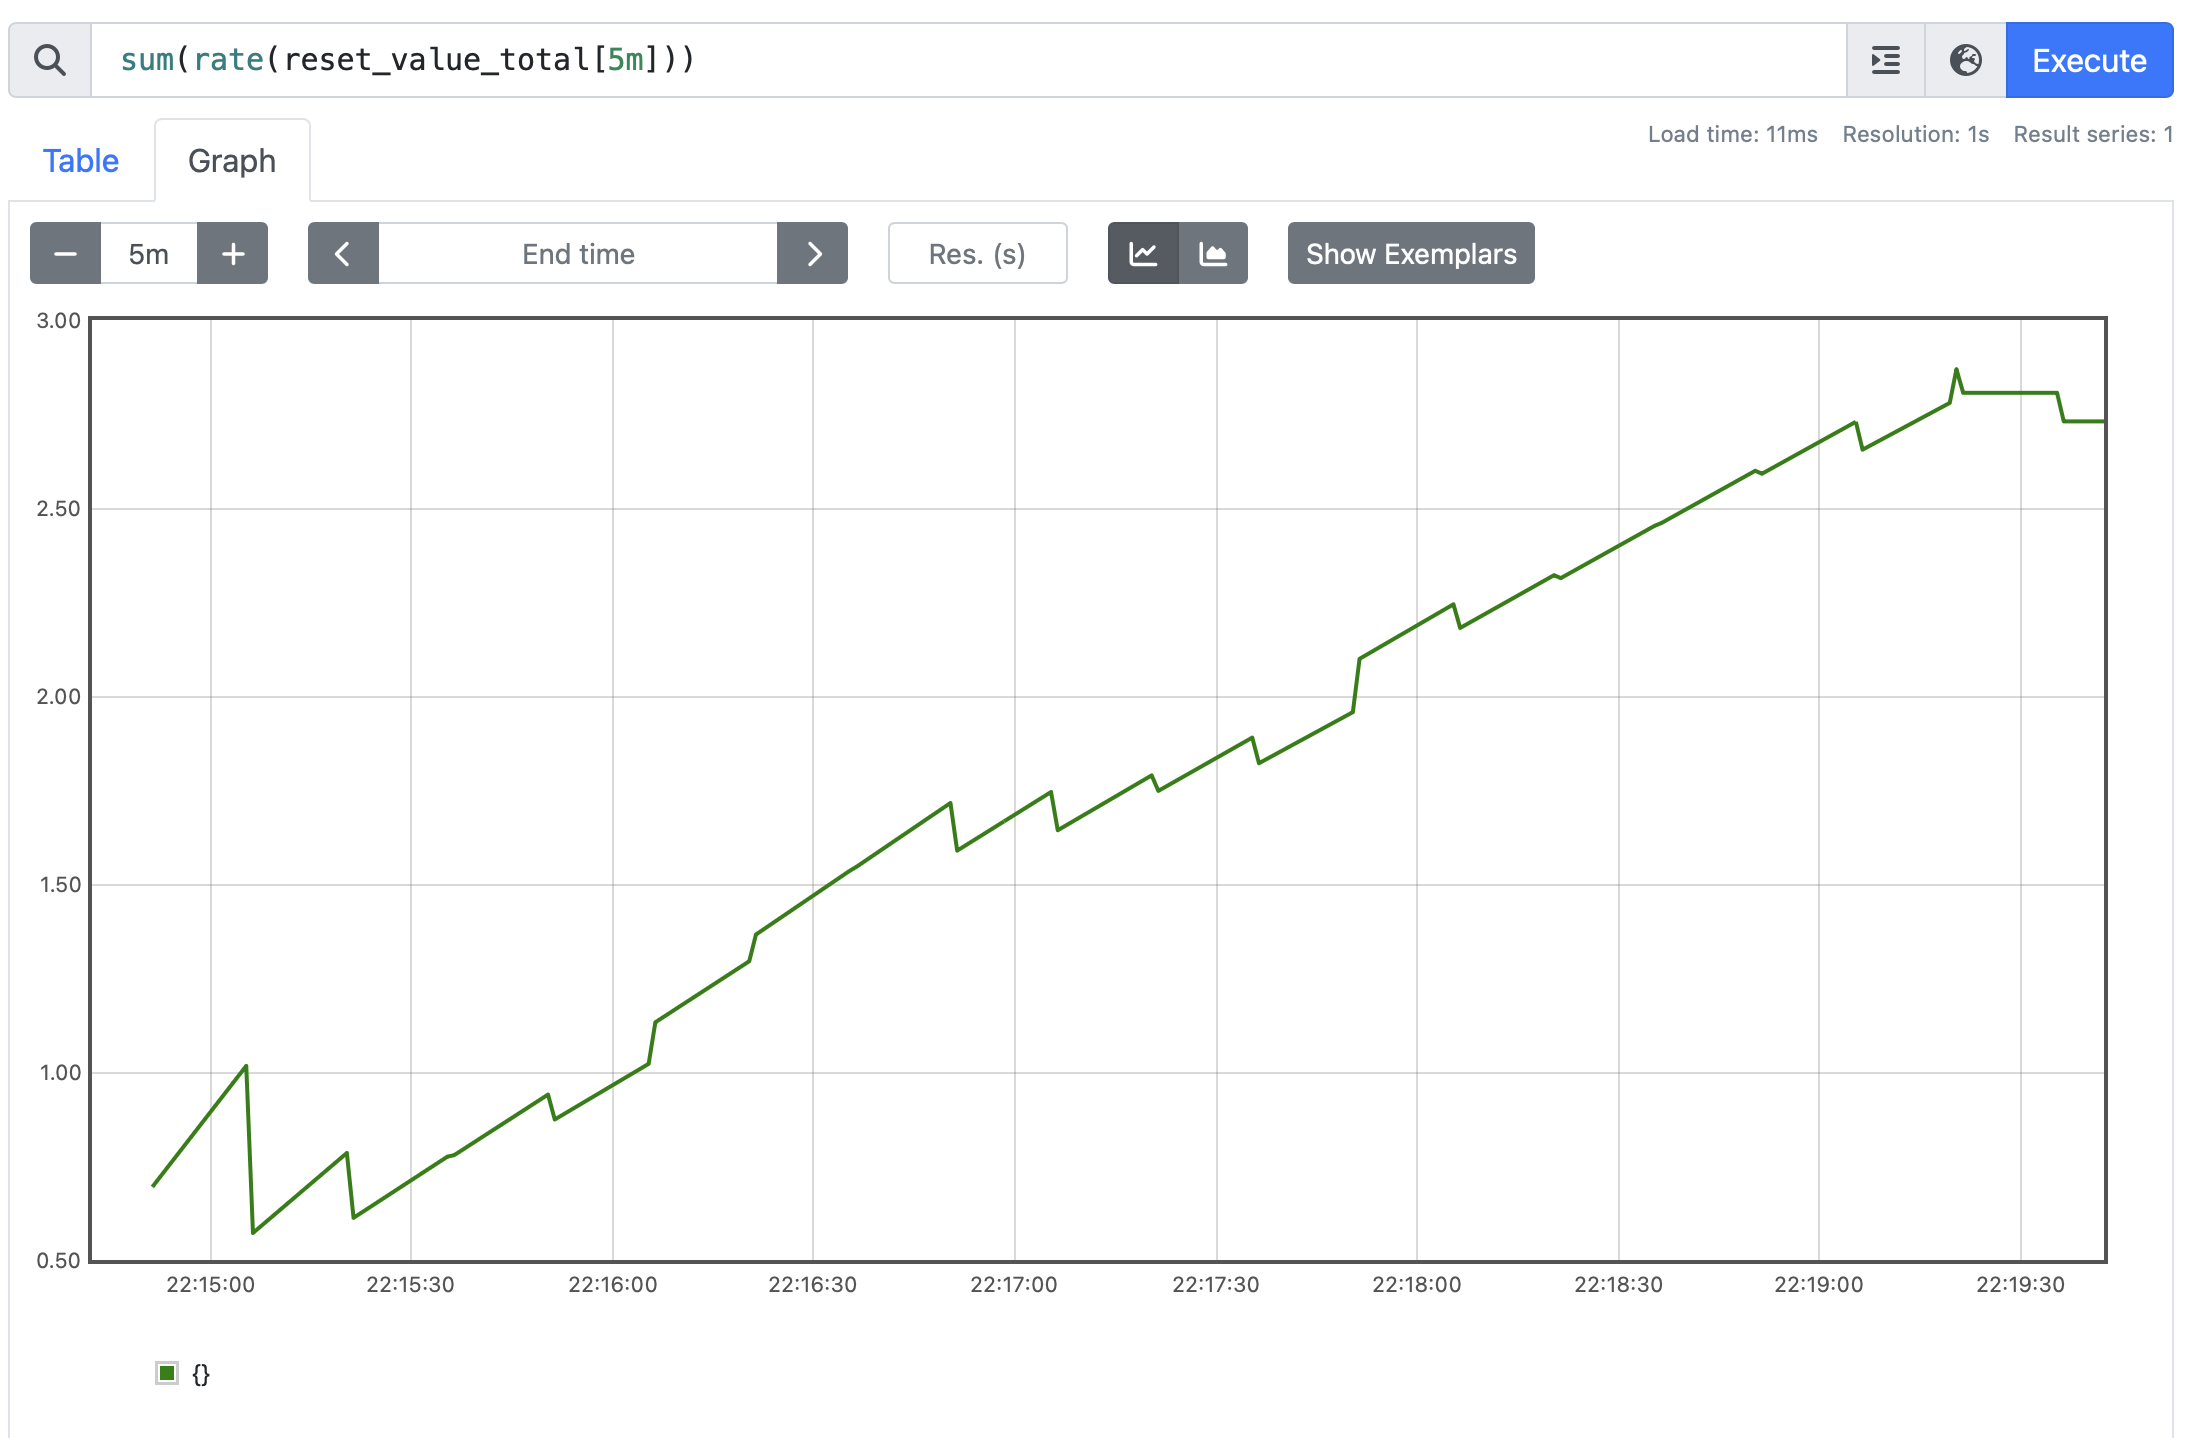 sum(rate(reset_value_total[5m]))
Execute
Load time: 11ms Resolution: 1s Result series: 1
Table
Graph
5m
End time
Res. (s)
Show Exemplars
3.00
2.50
2.00
1.50
1.00
0.50
22:15:00 22:15:30 22:16:00 22:16:30 22:17:00 22:17:30 22:18:00 22:18:30 22:19:00 22:19:30
{}